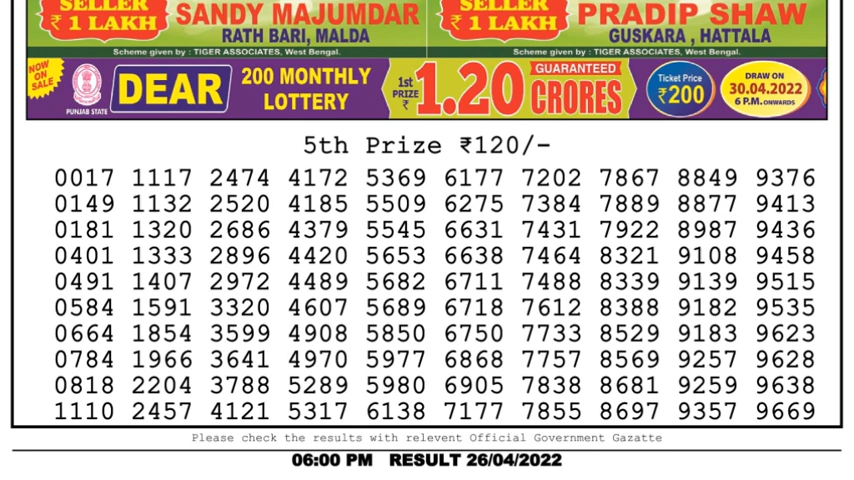 SELLER
₹ 1 LAKH
SANDY MAJUMDAR
RATH BARI, MALDA
SELLER
₹ 1 LAKH
PRADIP SHAW
GUSKARA , HATTALA
Scheme given by : TIGER ASSOCIATES, West Bengal.
Scheme given by : TIGER ASSOCIATES, West Bengal.
NOW
ON
SALE
PUNJAB STATE
DEAR
200 MONTHLY
LOTTERY
1st
PRIZE
₹
1.20
GUARANTEED
CRORES
Ticket Price
₹200
DRAW ON
30.04.2022
6 P.M. ONWARDS
5th Prize ₹120/-
0017 1117 2474 4172 5369 6177 7202 7867 8849 9376
0149 1132 2520 4185 5509 6275 7384 7889 8877 9413
0181 1320 2686 4379 5545 6631 7431 7922 8987 9436
0401 1333 2896 4420 5653 6638 7464 8321 9108 9458
0491 1407 2972 4489 5682 6711 7488 8339 9139 9515
0584 1591 3320 4607 5689 6718 7612 8388 9182 9535
0664 1854 3599 4908 5850 6750 7733 8529 9183 9623
0784 1966 3641 4970 5977 6868 7757 8569 9257 9628
0818 2204 3788 5289 5980 6905 7838 8681 9259 9638
1110 2457 4121 5317 6138 7177 7855 8697 9357 9669
Please check the results with relevent Official Government Gazatte
06:00 PM RESULT 26/04/2022